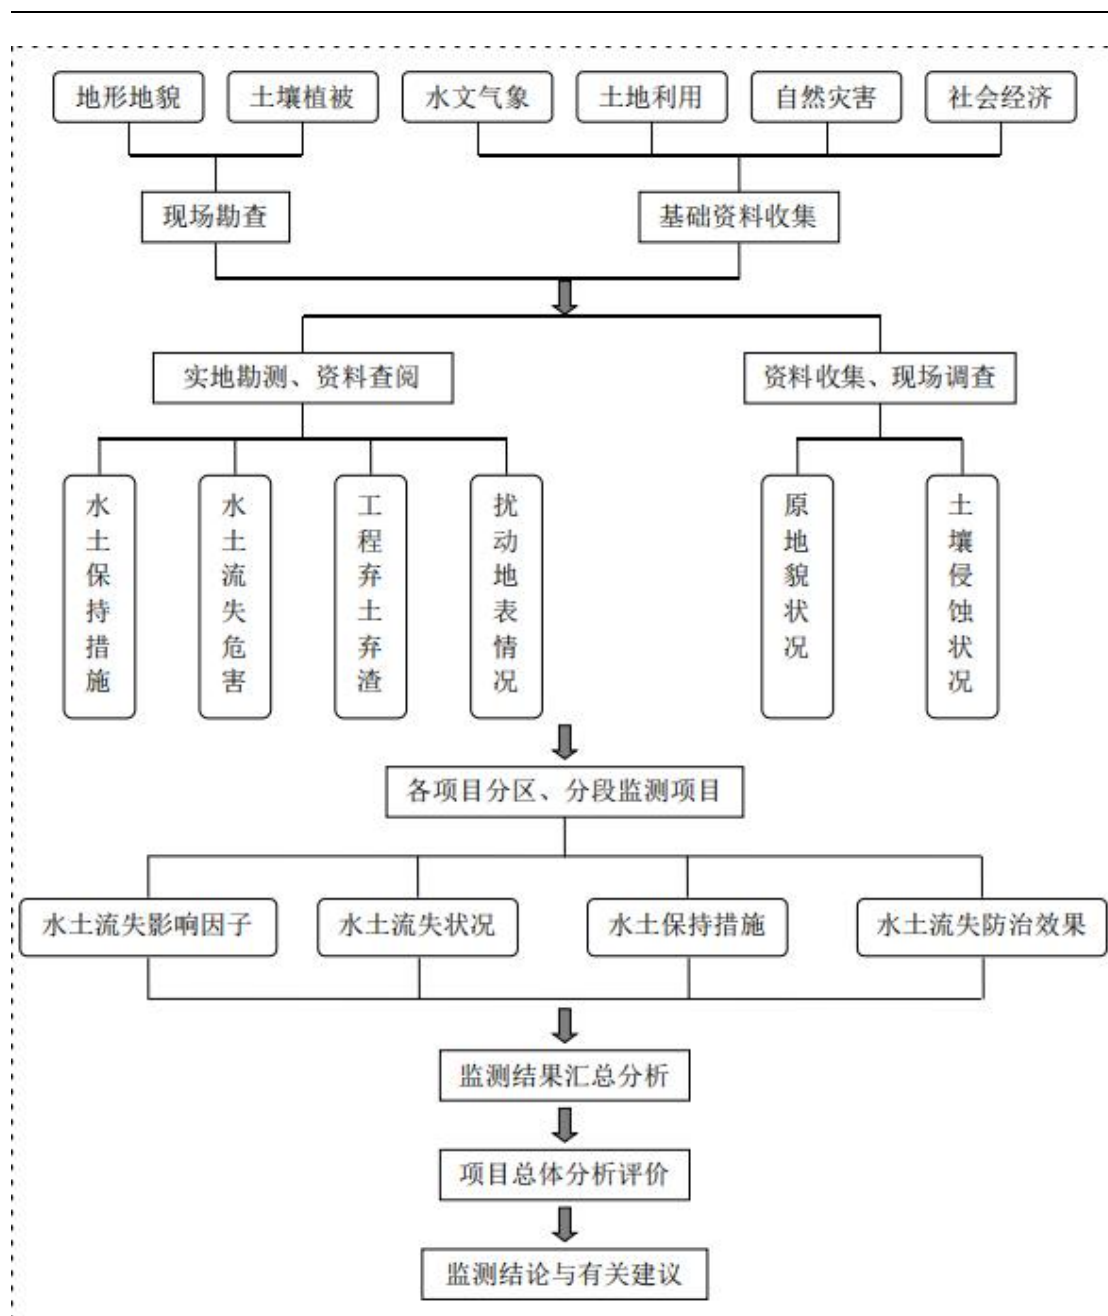 地形地貌
土壤植被
水文气象
土地利用
自然灾害
社会经济
现场勘查
基础资料收集
实地勘测、资料查阅
资料收集、现场调查
水土保持措施
水土流失危害
工程弃土弃渣
扰动地表情况
原地貌状况
土壤侵蚀状况
各项目分区、分段监测项目
水土流失影响因子
水土流失状况
水土保持措施
水土流失防治效果
监测结果汇总分析
项目总体分析评价
监测结论与有关建议